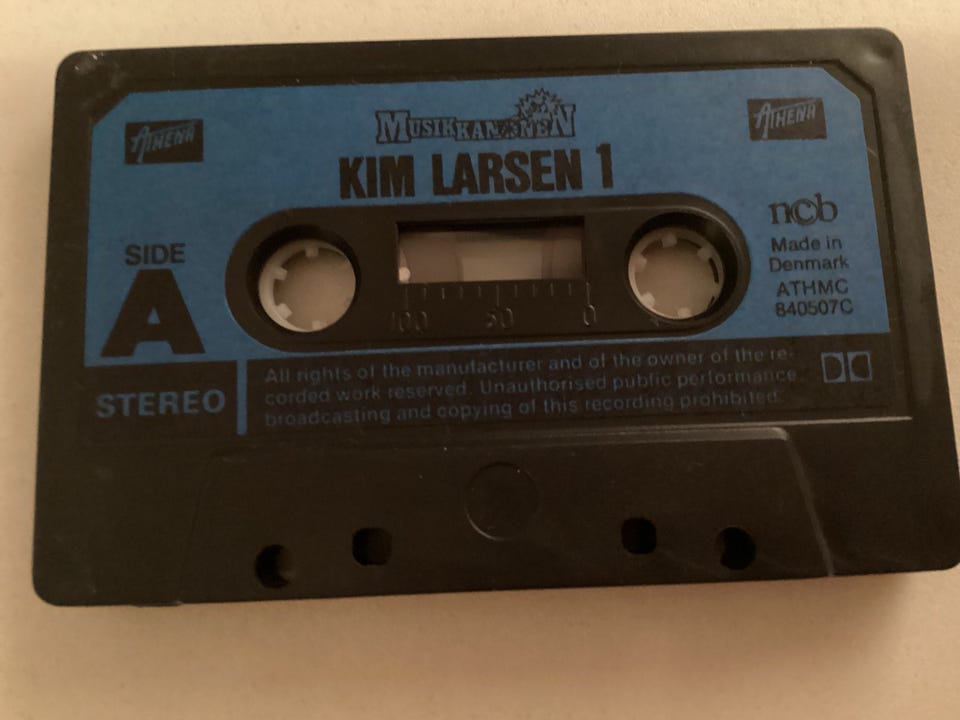 ATHENA
MUSIKKANONEN
ATHENA
KIM LARSEN 1
ncb
Made in
Denmark
ATHMC
840507C
SIDE
A
100 50 0
STEREO
All rights of the manufacturer and of the owner of the re-
corded work reserved. Unauthorised public performance
broadcasting and copying of this recording prohibited.